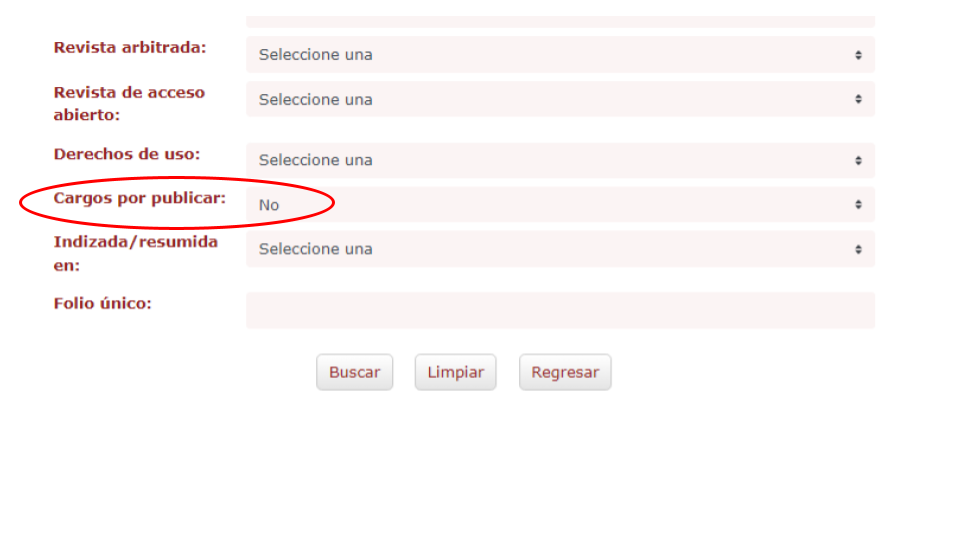 Revista arbitrada:
Seleccione una
Revista de acceso
abierto:
Seleccione una
Derechos de uso:
Seleccione una
Cargos por publicar:
No
Indizada/resumida
en:
Seleccione una
Folio único:
Buscar Limpiar Regresar